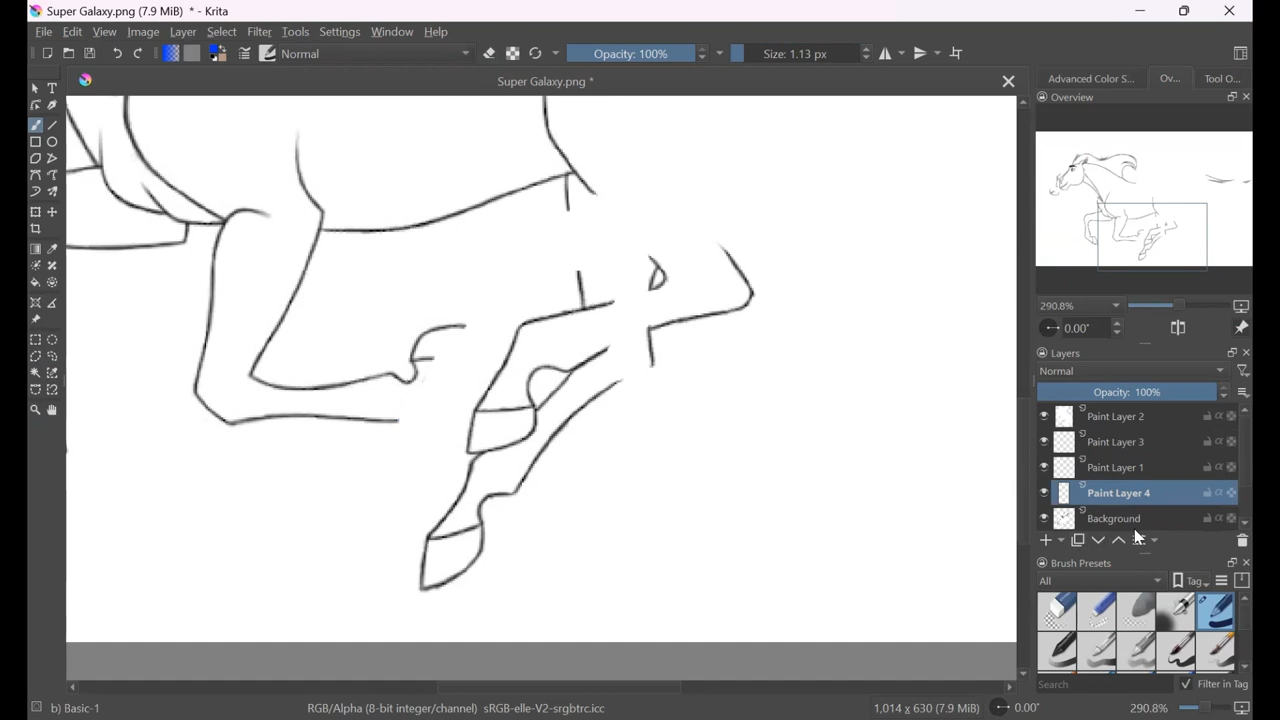 Super Galaxy.png (7.9 MiB) * - Krita
File Edit View Image Layer Select Filter Tools Settings Window Help
Normal Opacity: 100% Size: 1.13 px
Super Galaxy.png *
Advanced Color S... Ov... Tool O...
Overview
290.8%
0.00°
Layers
Normal
Opacity: 100%
Paint Layer 2
Paint Layer 3
Paint Layer 1
Paint Layer 4
Background
Brush Presets
All Tag
Search Filter in Tag
b) Basic-1 RGB/Alpha (8-bit integer/channel) sRGB-elle-V2-srgbtrc.icc 1,014 x 630 (7.9 MiB) 0.00° 290.8%